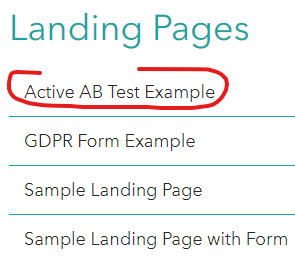 Landing Pages
Active AB Test Example
GDPR Form Example
Sample Landing Page
Sample Landing Page with Form